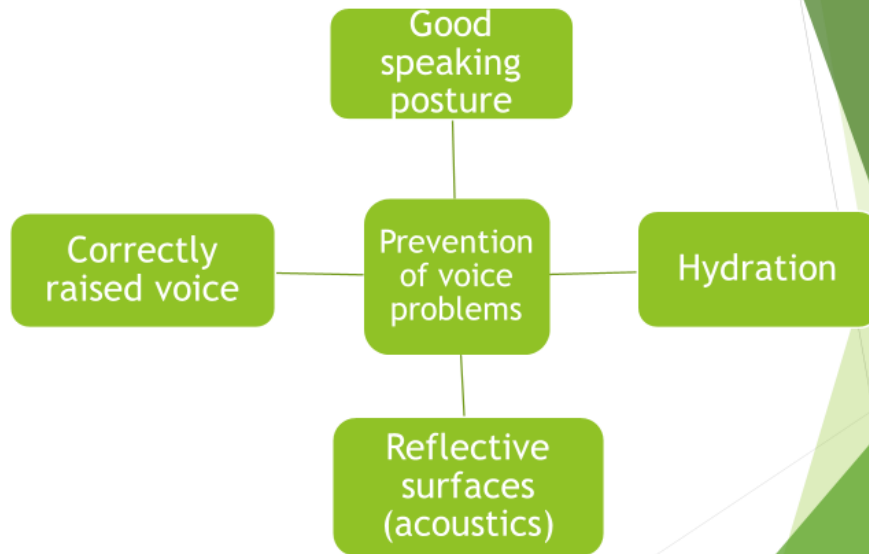 Good
speaking
posture
Correctly
raised voice
Prevention
of voice
problems
Hydration
Reflective
surfaces
(acoustics)